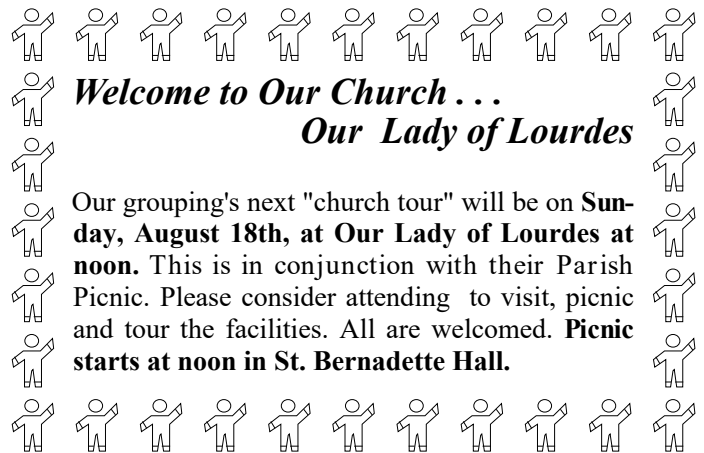 Welcome to Our Church . . .
Our Lady of Lourdes
Our grouping's next "church tour" will be on Sun-
day, August 18th, at Our Lady of Lourdes at
noon. This is in conjunction with their Parish
Picnic. Please consider attending to visit, picnic
and tour the facilities. All are welcomed. Picnic
starts at noon in St. Bernadette Hall.